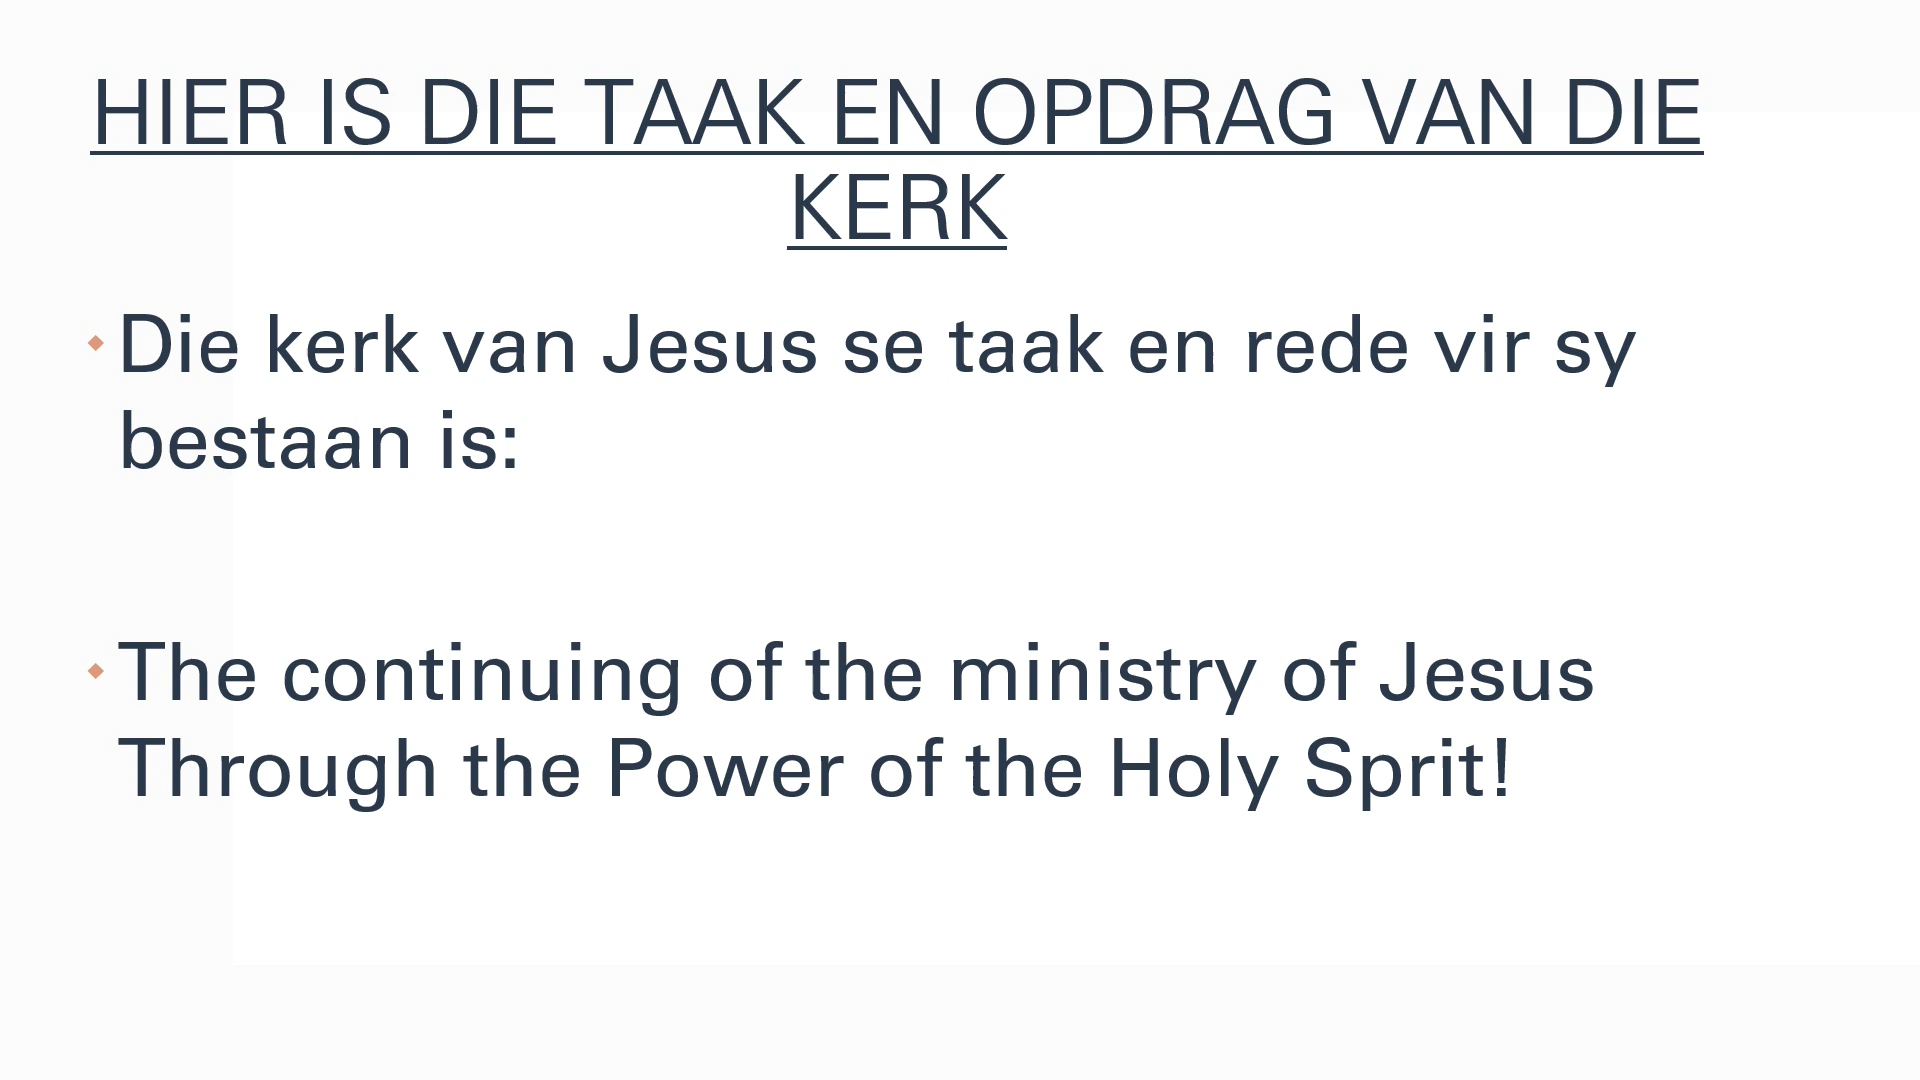 HIER IS DIE TAAK EN OPDRAG VAN DIE
KERK
Die kerk van Jesus se taak en rede vir sy
bestaan is:
The continuing of the ministry of Jesus
Through the Power of the Holy Sprit!